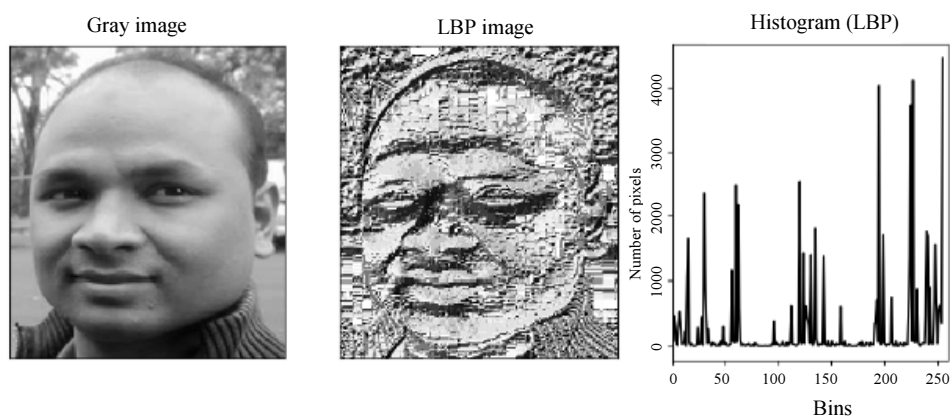 Gray image
LBP image
Histogram (LBP)
Number of pixels
4000
3000
2000
1000
0
0
50
100
150
200
250
Bins